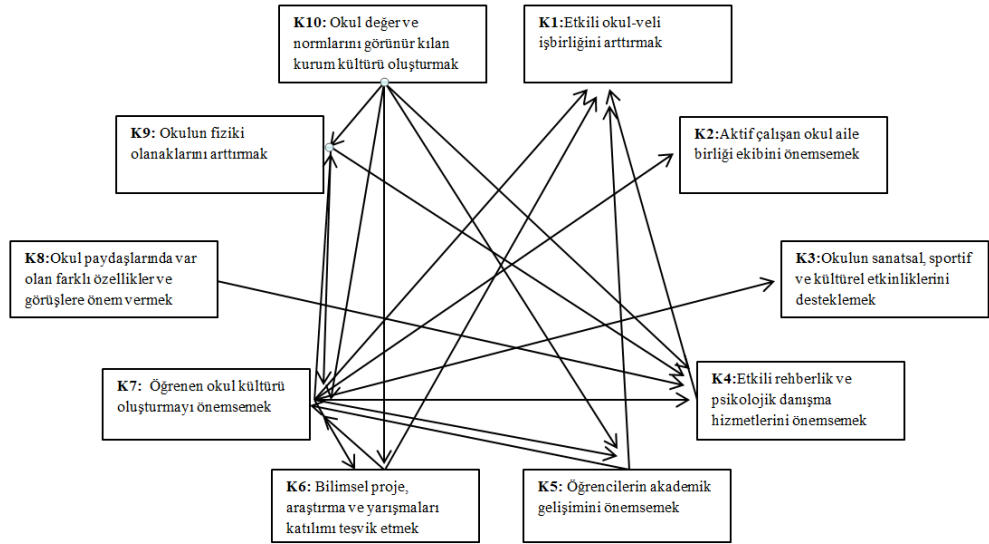 K10: Okul değer ve
normlarını görünür kılan
kurum kültürü oluşturmak
K1:Etkili okul-veli
işbirliğini arttırmak
K9: Okulun fiziki
olanaklarını arttırmak
K2:Aktif çalışan okul aile
birliği ekibini önemsemek
K8:Okul paydaşlarında var
olan farklı özellikler ve
görüşlere önem vermek
K3:Okulun sanatsal, sportif
ve kültürel etkinliklerini
desteklemek
K7: Öğrenen okul kültürü
oluşturmayı önemsemek
K4:Etkili rehberlik ve
psikolojik danışma
hizmetlerini önemsemek
K6: Bilimsel proje,
araştırma ve yarışmaları
katılımı teşvik etmek
K5: Öğrencilerin akademik
gelişimini önemsemek